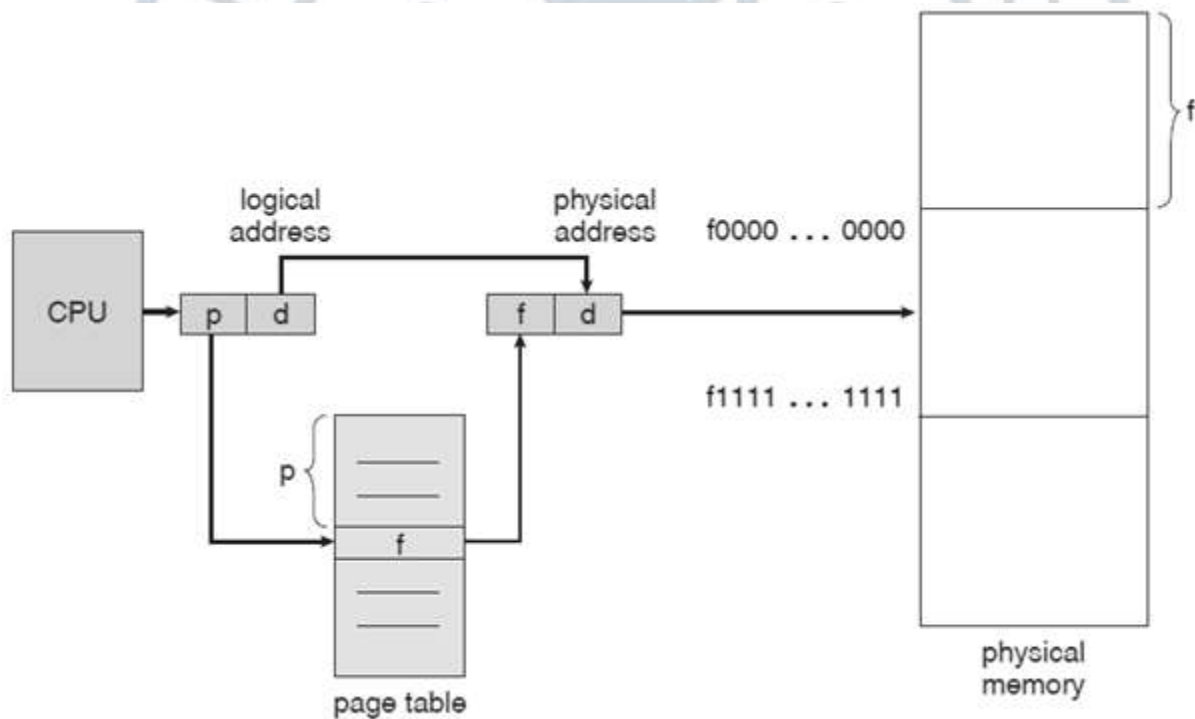 logical
address
physical
address
f0000 ... 0000
f
CPU
p
d
f
d
f1111 ... 1111
p
f
page table
physical
memory